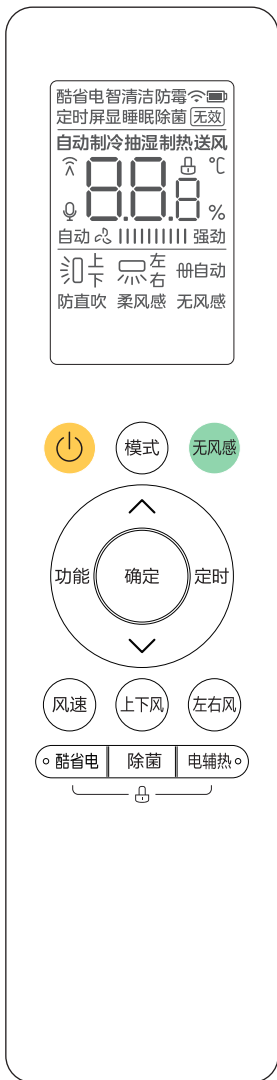 酷省电智清洁防霉
定时屏显睡眠除菌 无效
自动制冷抽湿制热送风
88.8 ℃
%
自动 强劲
上下 左右 自动
防直吹 柔风感 无风感
模式 无风感
功能 确定 定时
风速 上下风 左右风
酷省电 除菌 电辅热